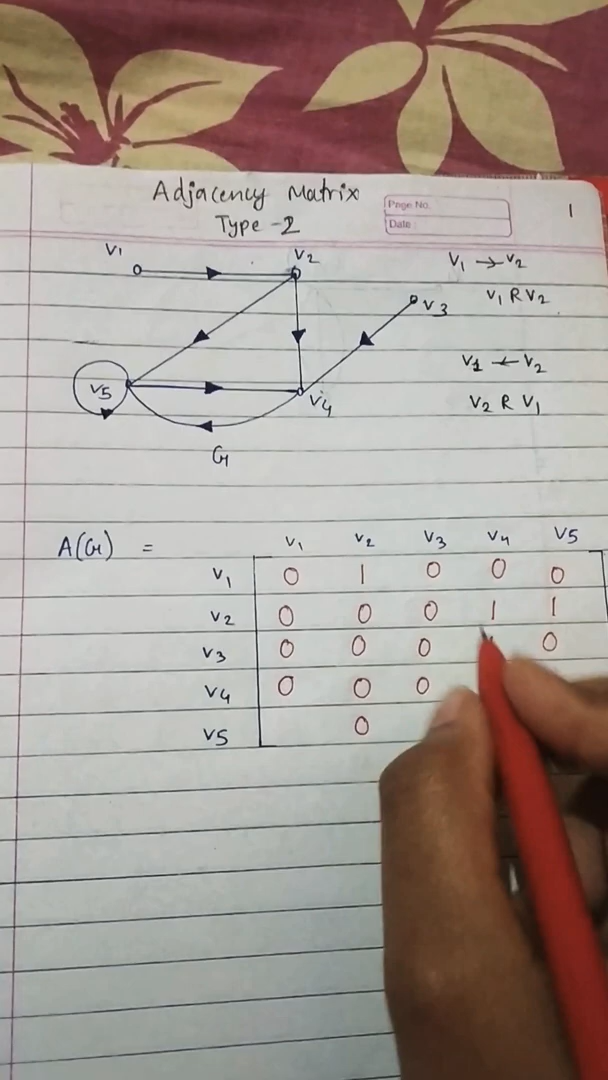 Adjacency Matrix
Type-2
Page No.
Date
1
V1
V2
V1 → V2
V3
V1 R V2
V5
V4
V1 ← V2
V2 R V1
G
A(G) =
V1 V2 V3 V4 V5
V1 0 1 0 0 0
V2 0 0 0 1 1
V3 0 0 0 0
V4 0 0 0
V5 0